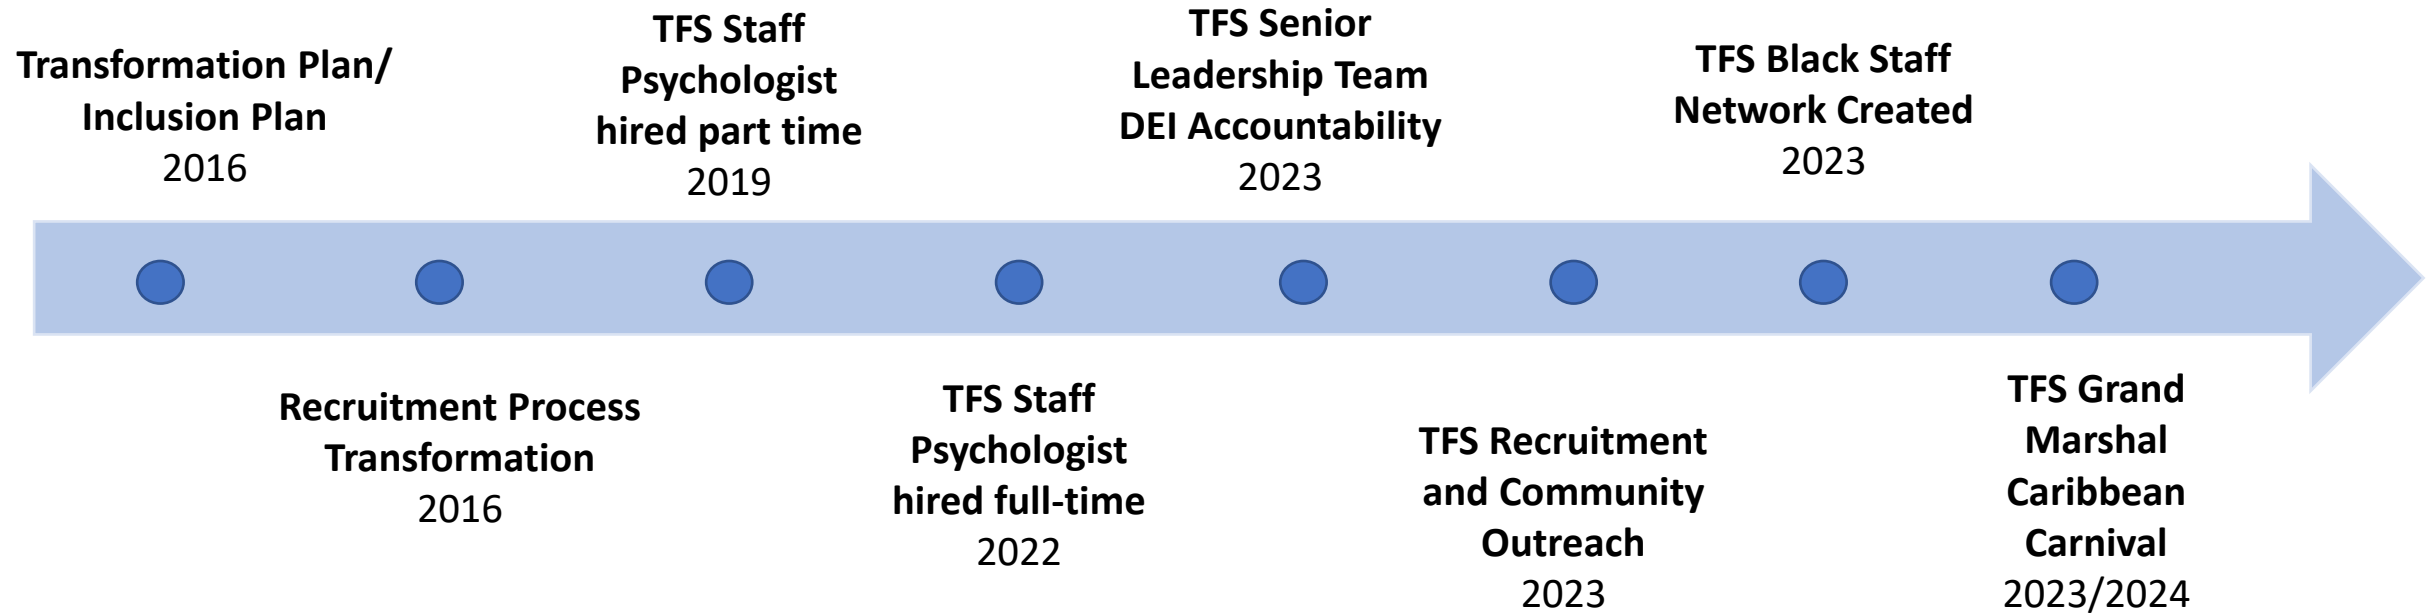 Transformation Plan/
Inclusion Plan
2016
Recruitment Process
Transformation
2016
TFS Staff
Psychologist
hired part time
2019
TFS Staff
Psychologist
hired full-time
2022
TFS Senior
Leadership Team
DEI Accountability
2023
TFS Recruitment
and Community
Outreach
2023
TFS Black Staff
Network Created
2023
TFS Grand
Marshal
Caribbean
Carnival
2023/2024